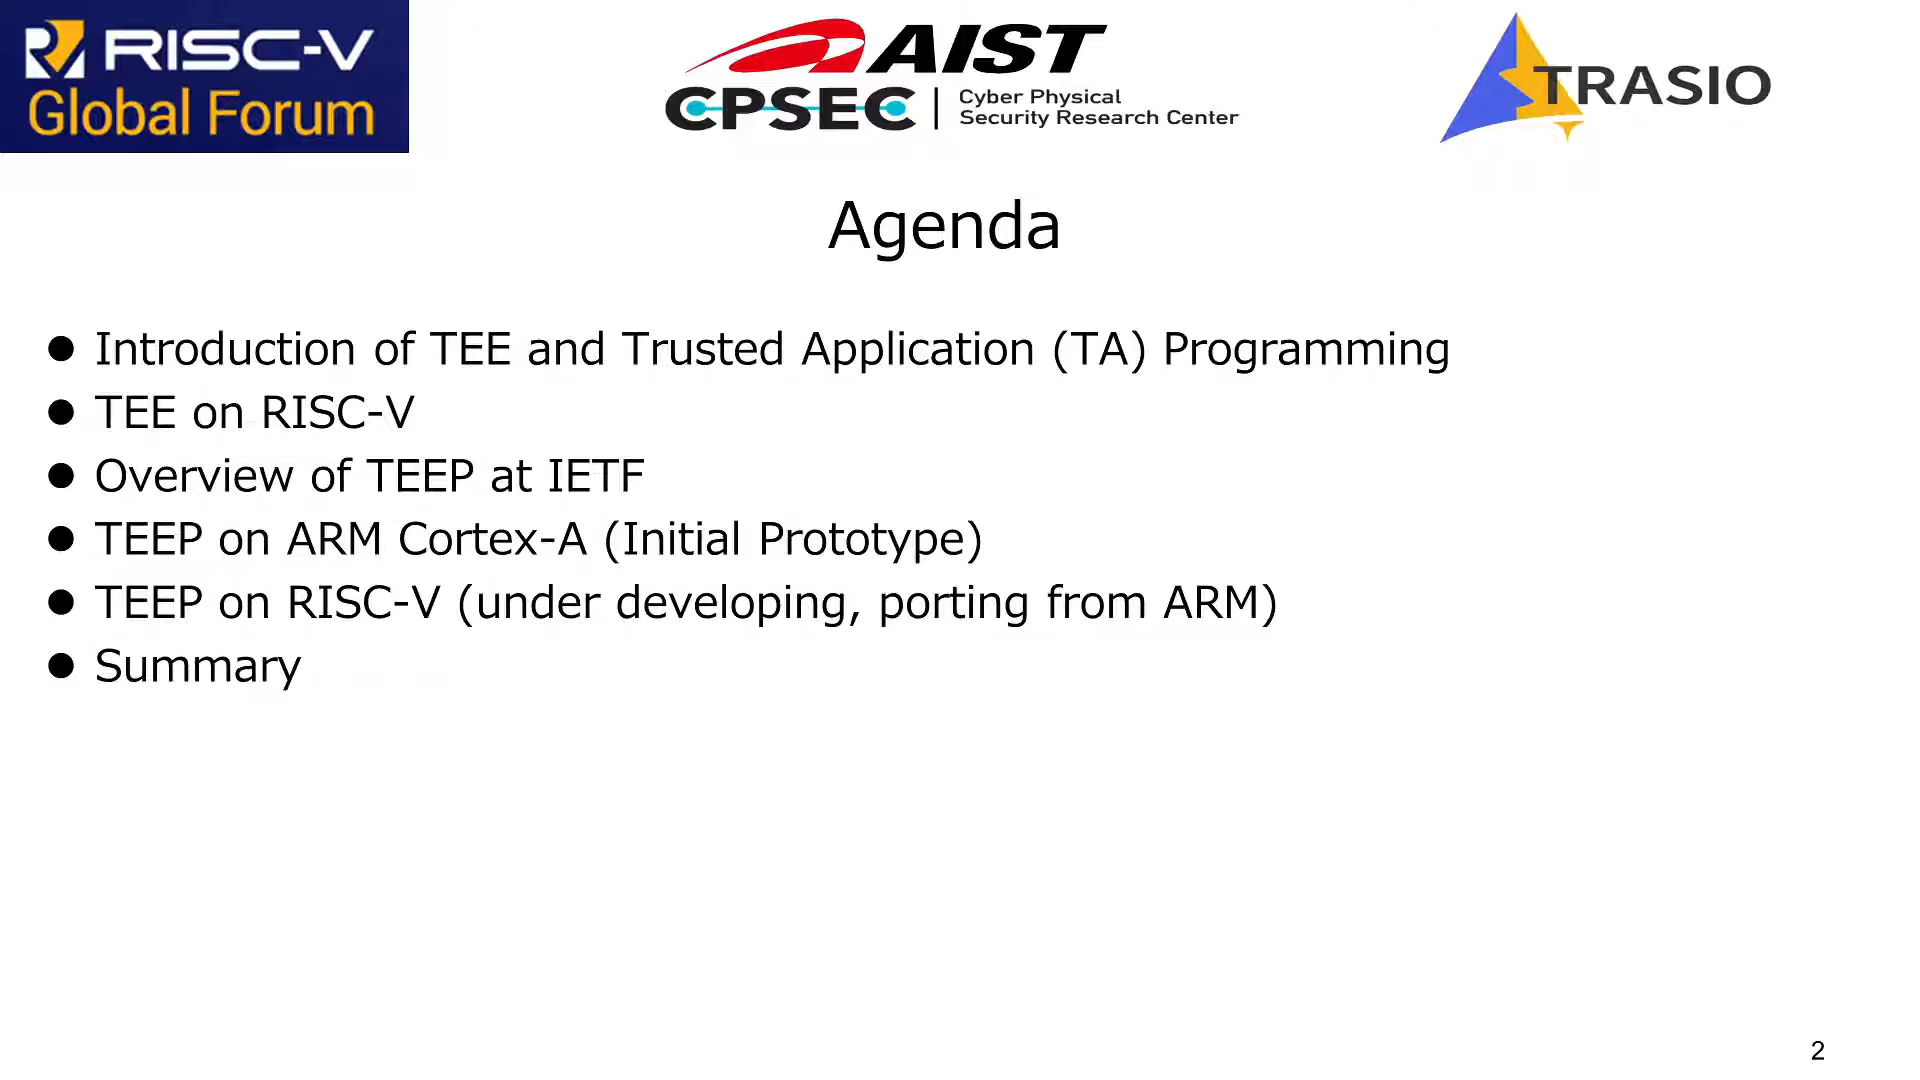 RISC-V
Global Forum
AIST
CPSEC
Cyber Physical
Security Research Center
TRASIO
Agenda
● Introduction of TEE and Trusted Application (TA) Programming
● TEE on RISC-V
● Overview of TEEP at IETF
● TEEP on ARM Cortex-A (Initial Prototype)
● TEEP on RISC-V (under developing, porting from ARM)
● Summary
2